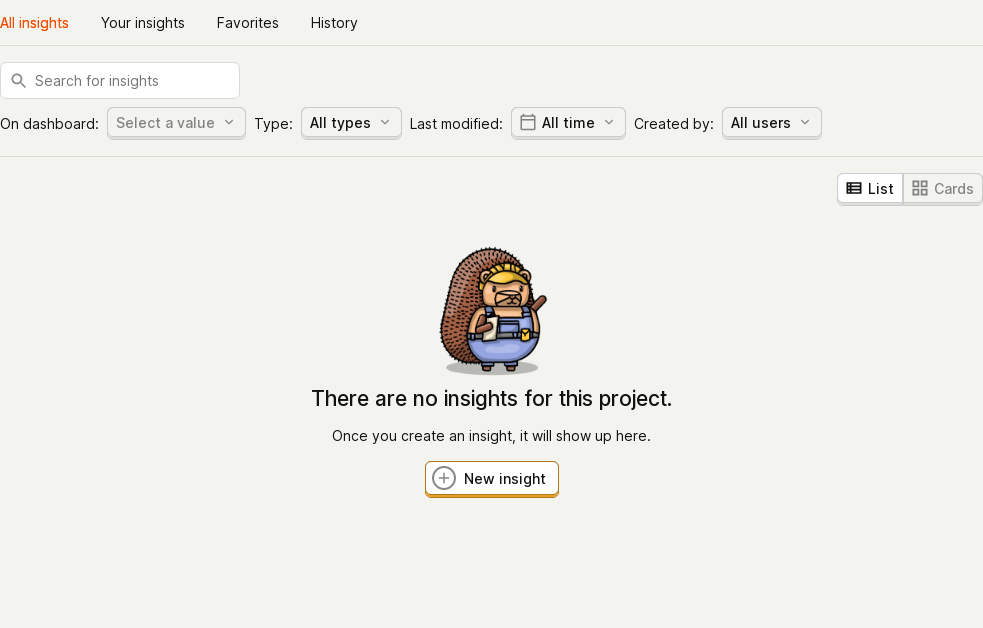 All insights Your insights Favorites History
Search for insights
On dashboard: Select a value Type: All types Last modified: All time Created by: All users
List Cards
There are no insights for this project.
Once you create an insight, it will show up here.
New insight